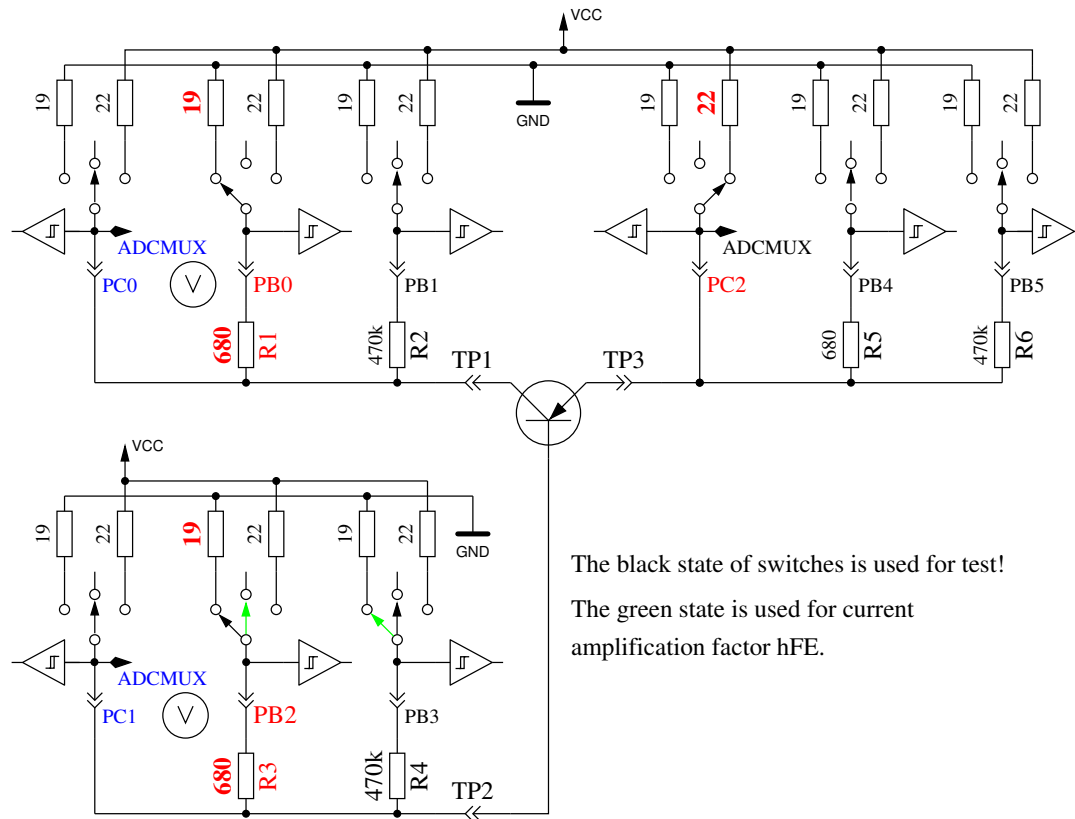 VCC
19
22
19
22
19
22
19
22
19
22
19
22
GND
ADCMUX
ADCMUX
PC0
V
PB0
PB1
PC2
PB4
PB5
680
R1
470k
R2
680
R5
470k
R6
TP1
TP3
VCC
19
22
19
22
19
22
GND
The black state of switches is used for test!
The green state is used for current
amplification factor hFE.
ADCMUX
PC1
V
PB2
PB3
680
R3
470k
R4
TP2